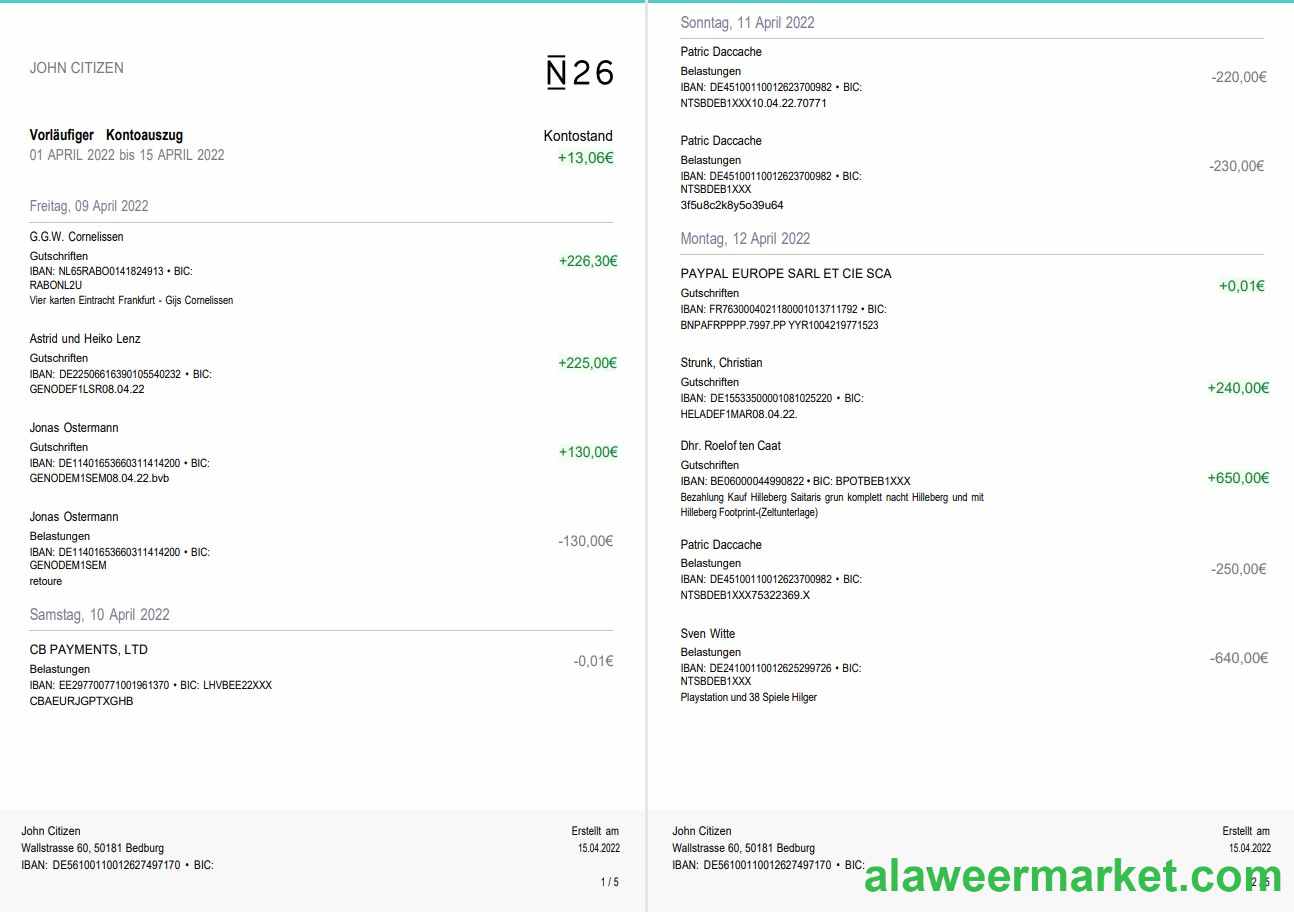 JOHN CITIZEN
N26
Vorläufiger Kontoauszug
Kontostand
01 APRIL 2022 bis 15 APRIL 2022
+13,06€
Freitag, 09 April 2022
G.G.W. Cornelissen
Gutschriften
+226,30€
IBAN: NL65RABO0141824913 • BIC:
RABONL2U
Vier karten Eintracht Frankfurt - Gijs Cornelissen
Astrid und Heiko Lenz
Gutschriften
+225,00€
IBAN: DE22506616390105540232 • BIC:
GENODEF1LSR08.04.22
Jonas Ostermann
Gutschriften
+130,00€
IBAN: DE11401653660311414200 • BIC:
GENODEM1SEM08.04.22.bvb
Jonas Ostermann
Belastungen
-130,00€
IBAN: DE11401653660311414200 • BIC:
GENODEM1SEM
retoure
Samstag, 10 April 2022
CB PAYMENTS, LTD
-0,01€
Belastungen
IBAN: EE297700771001961370 • BIC: LHVBEE22XXX
CBAEURJGPTXGHB
John Citizen
Erstellt am
Wallstrasse 60, 50181 Bedburg
15.04.2022
IBAN: DE56100110012627497170 • BIC:
1 / 5
Sonntag, 11 April 2022
Patric Daccache
Belastungen
-220,00€
IBAN: DE45100110012623700982 • BIC:
NTSBDEB1XXX10.04.22.70771
Patric Daccache
Belastungen
-230,00€
IBAN: DE45100110012623700982 • BIC:
NTSBDEB1XXX
3f5u8c2k8y5o39u64
Montag, 12 April 2022
PAYPAL EUROPE SARL ET CIE SCA
+0,01€
Gutschriften
IBAN: FR7630004021180001013711792 • BIC:
BNPAFRPPPP.7997.PP YYR1004219771523
Strunk, Christian
Gutschriften
+240,00€
IBAN: DE15533500001081025220 • BIC:
HELADEF1MAR08.04.22.
Dhr. Roelof ten Caat
Gutschriften
+650,00€
IBAN: BE06000044990822 • BIC: BPOTBEB1XXX
Bezahlung Kauf Hilleberg Saitaris grun komplett nacht Hilleberg und mit
Hilleberg Footprint-(Zeltunterlage)
Patric Daccache
Belastungen
-250,00€
IBAN: DE45100110012623700982 • BIC:
NTSBDEB1XXX75322369.X
Sven Witte
Belastungen
-640,00€
IBAN: DE24100110012625299726 • BIC:
NTSBDEB1XXX
Playstation und 38 Spiele Hilger
John Citizen
Erstellt am
Wallstrasse 60, 50181 Bedburg
15.04.2022
IBAN: DE56100110012627497170 • BIC:
alaweermarket.com